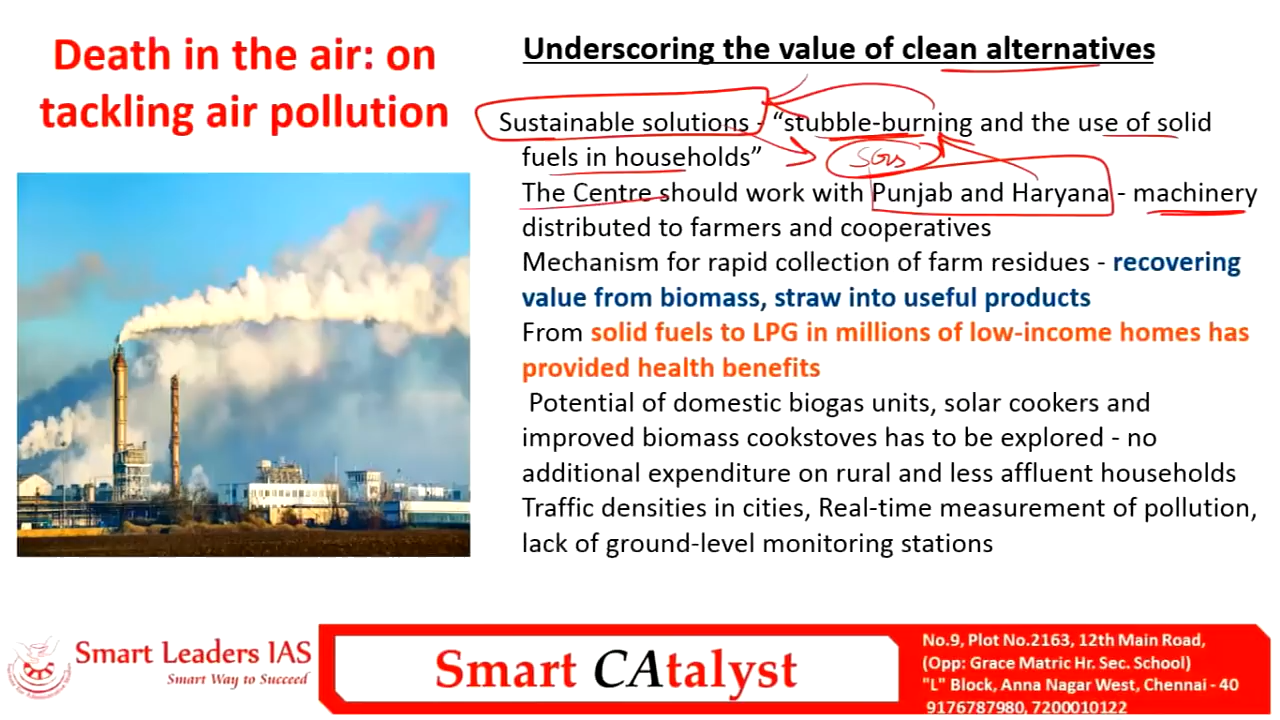 Death in the air: on
tackling air pollution
Underscoring the value of clean alternatives
Sustainable solutions - “stubble-burning and the use of solid
fuels in households”
The Centre should work with Punjab and Haryana - machinery
distributed to farmers and cooperatives
Mechanism for rapid collection of farm residues - recovering
value from biomass, straw into useful products
From solid fuels to LPG in millions of low-income homes has
provided health benefits
Potential of domestic biogas units, solar cookers and
improved biomass cookstoves has to be explored - no
additional expenditure on rural and less affluent households
Traffic densities in cities, Real-time measurement of pollution,
lack of ground-level monitoring stations
Smart Leaders IAS
Smart Way to Succeed
Smart CAtalyst
No.9, Plot No.2163, 12th Main Road,
(Opp: Grace Matric Hr. Sec. School)
"L" Block, Anna Nagar West, Chennai - 40
9176787980, 7200010122